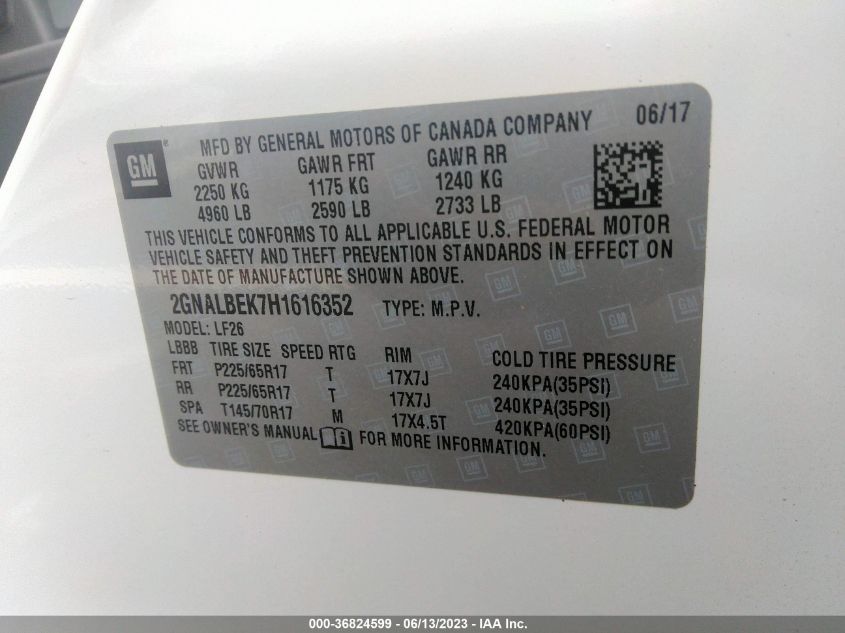 GM ® MFD BY GENERAL MOTORS OF CANADA COMPANY 06/17
GVWR GAWR FRT GAWR RR
2250 KG 1175 KG 1240 KG
4960 LB 2590 LB 2733 LB
THIS VEHICLE CONFORMS TO ALL APPLICABLE U.S. FEDERAL MOTOR
VEHICLE SAFETY AND THEFT PREVENTION STANDARDS IN EFFECT ON
THE DATE OF MANUFACTURE SHOWN ABOVE.
2GNALBEK7H1616352 TYPE: M.P.V.
MODEL: LF26
LBBB TIRE SIZE SPEED RTG RIM COLD TIRE PRESSURE
FRT P225/65R17 T 17X7J 240KPA(35PSI)
RR P225/65R17 T 17X7J 240KPA(35PSI)
SPA T145/70R17 M 17X4.5T 420KPA(60PSI)
SEE OWNER'S MANUAL FOR MORE INFORMATION.
000-36824599 - 06/13/2023 - IAA Inc.